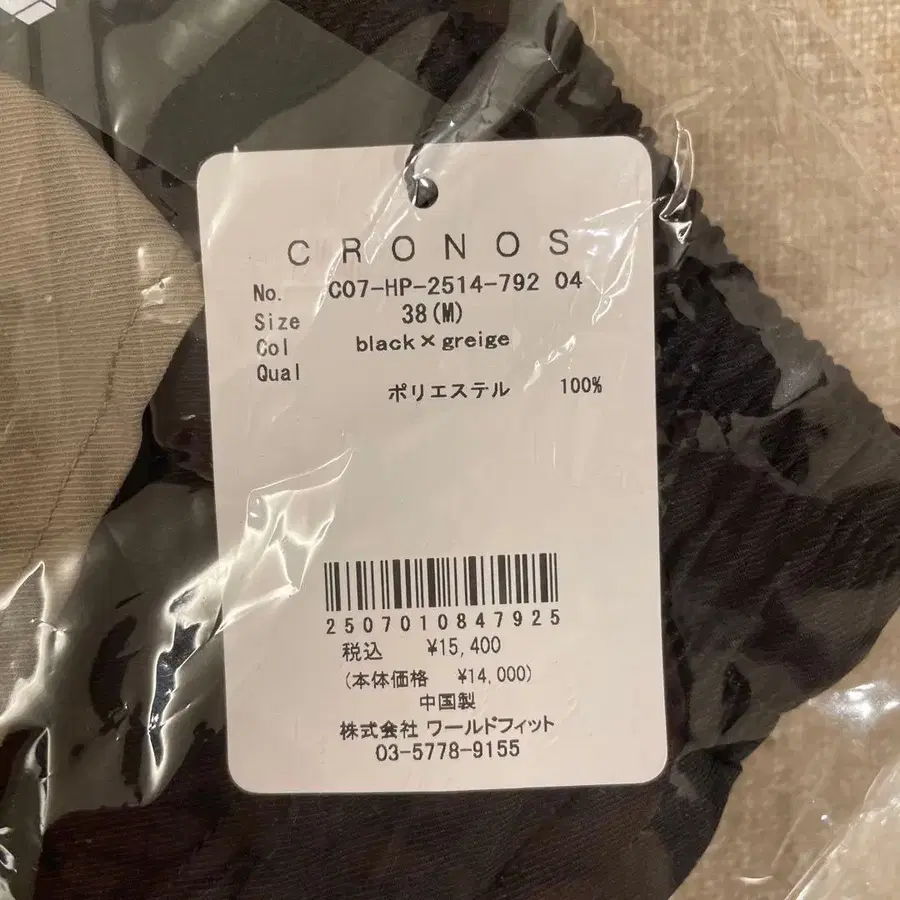 CRONOS
No. C07-HP-2514-792 04
Size 38(M)
Col black×greige
Qual
ポリエステル 100%
2507010847925
税込 ¥15,400
(本体価格 ¥14,000)
中国製
株式会社 ワールドフィット
03-5778-9155